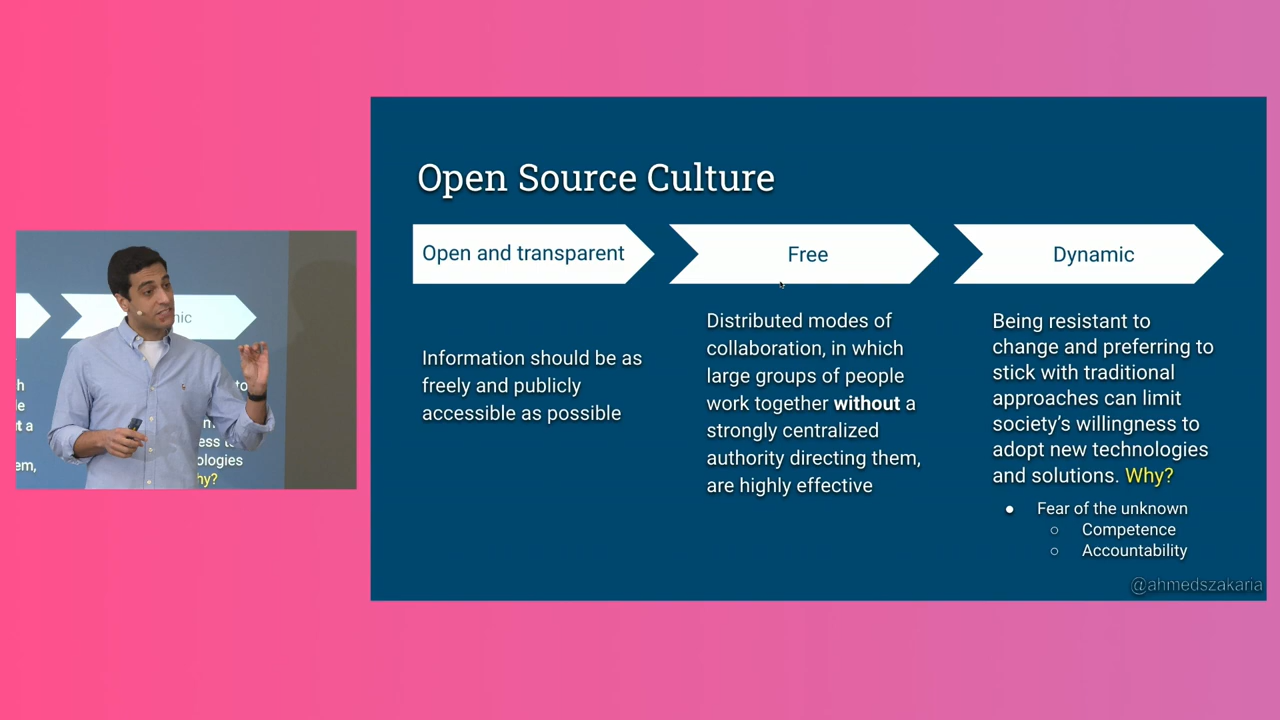 Open Source Culture
Open and transparent
Free
Dynamic
Information should be as
freely and publicly
accessible as possible
Distributed modes of
collaboration, in which
large groups of people
work together without a
strongly centralized
authority directing them,
are highly effective
Being resistant to
change and preferring to
stick with traditional
approaches can limit
society's willingness to
adopt new technologies
and solutions. Why?
● Fear of the unknown
○ Competence
○ Accountability
@ahmedszakaria